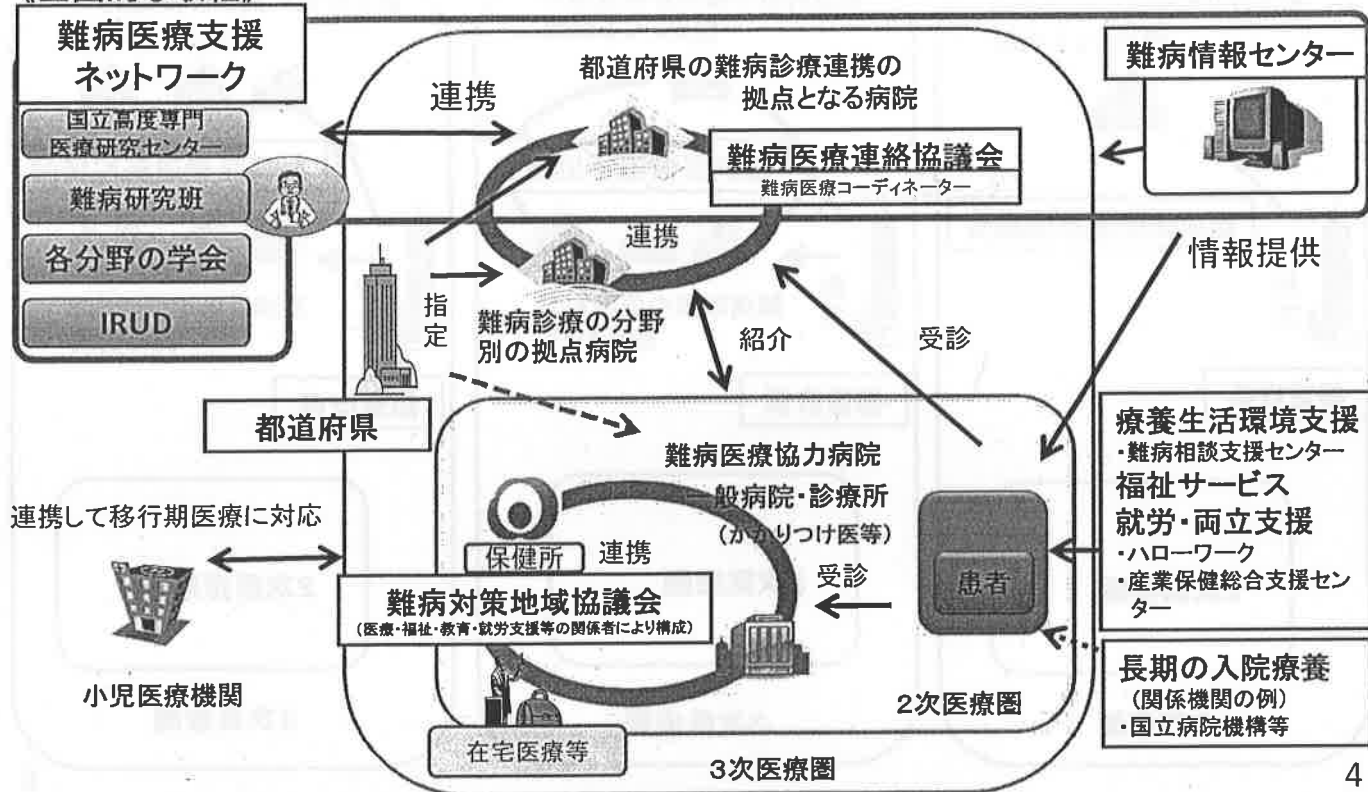 難病医療支援
ネットワーク
国立高度専門
医療研究センター
難病研究班
各分野の学会
IRUD
連携
都道府県の難病診療連携の
拠点となる病院
難病医療連絡協議会
難病医療コーディネーター
難病情報センター
連携
情報提供
指定
難病診療の分野
別の拠点病院
紹介
受診
都道府県
難病医療協力病院
一般病院・診療所
(かかりつけ医等)
連携して移行期医療に対応
小児医療機関
保健所
連携
難病対策地域協議会
(医療・福祉・教育・就労支援等の関係者により構成)
受診
患者
在宅医療等
2次医療圏
3次医療圏
療養生活環境支援
・難病相談支援センター
福祉サービス
就労・両立支援
・ハローワーク
・産業保健総合支援セン
ター
長期の入院療養
(関係機関の例)
・国立病院機構等
4